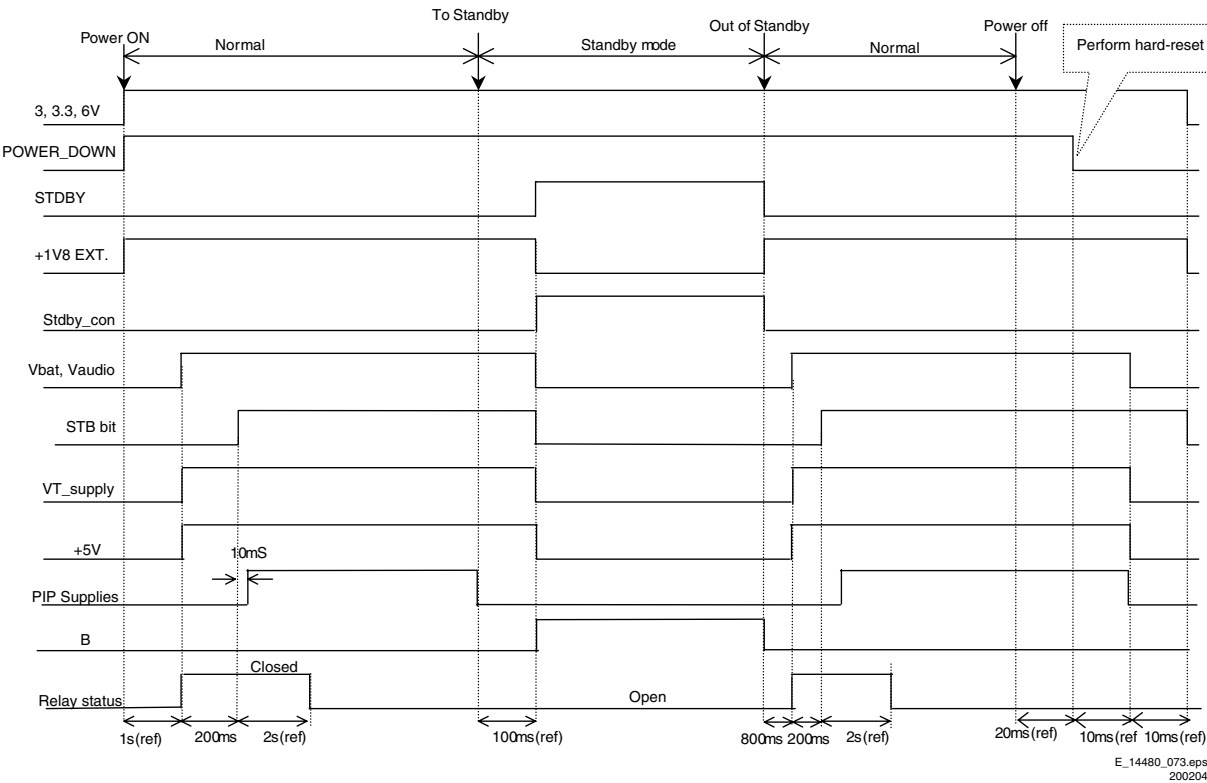 To Standby
Out of Standby
Power off
Power ON
Normal
Standby mode
Normal
Perform hard-reset
3, 3.3, 6V
POWER_DOWN
STDBY
+1V8 EXT.
Stdby_con
Vbat, Vaudio
STB bit
VT_supply
+5V
10mS
PIP Supplies
B
Closed
Relay status
Open
1s(ref)
200ms
2s(ref)
100ms(ref)
800ms
200ms
2s(ref)
20ms(ref)
10ms(ref
10ms(ref)
E_14480_073.eps
200204